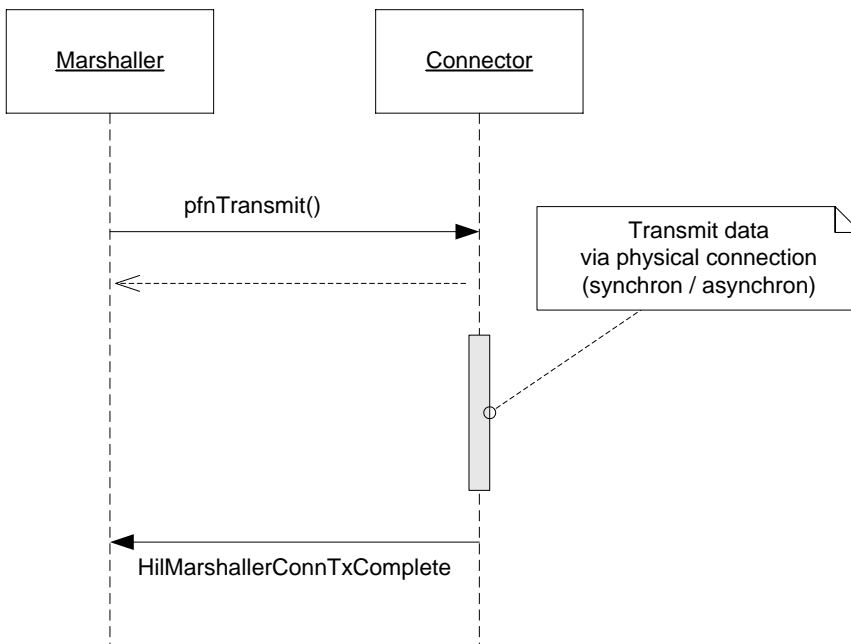 Marshaller
Connector
pfnTransmit()
Transmit data
via physical connection
(synchron / asynchron)
HilMarshallerConnTxComplete